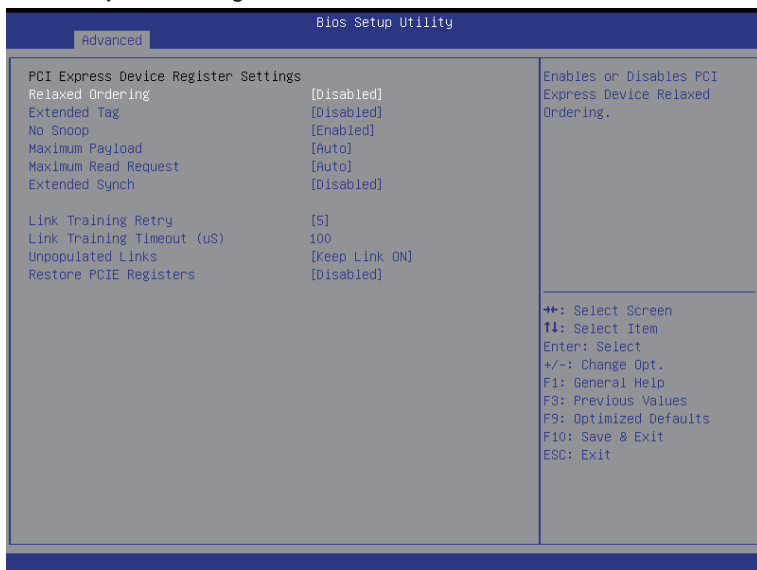 Bios Setup Utility
Advanced
PCI Express Device Register Settings
Relaxed Ordering [Disabled]
Extended Tag [Disabled]
No Snoop [Enabled]
Maximum Payload [Auto]
Maximum Read Request [Auto]
Extended Synch [Disabled]
Link Training Retry [5]
Link Training Timeout (uS) 100
Unpopulated Links [Keep Link ON]
Restore PCIE Registers [Disabled]
Enables or Disables PCI
Express Device Relaxed
Ordering.
→←: Select Screen
↑↓: Select Item
Enter: Select
+/-: Change Opt.
F1: General Help
F3: Previous Values
F9: Optimized Defaults
F10: Save & Exit
ESC: Exit